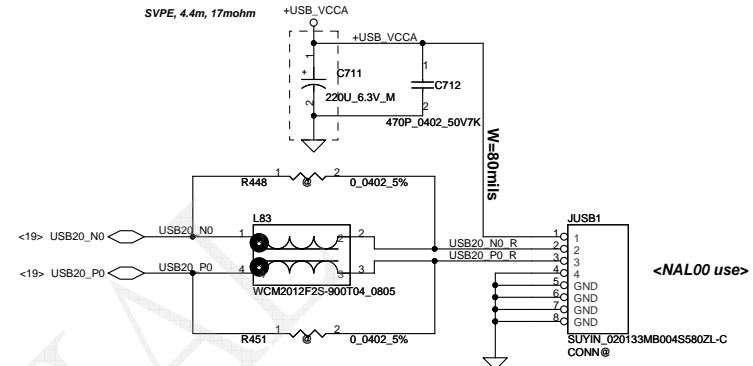 SVPE, 4.4m, 17mohm
+USB_VCCA
+USB_VCCA
1
+
C711
2
220U_6.3V_M
1
C712
2
470P_0402_50V7K
W=80mils
1
2
R448
@
0_0402_5%
<19> USB20_N0
USB20_N0
L83
1
2
2
USB20_N0_R
<19> USB20_P0
USB20_P0
4
3
3
USB20_P0_R
WCM2012F2S-900T04_0805
1
2
R451
@
0_0402_5%
JUSB1
1 1
2 2
3 3
4 4
5 GND
6 GND
7 GND
8 GND
SUYIN_020133MB004S580ZL-C
CONN@
<NAL00 use>